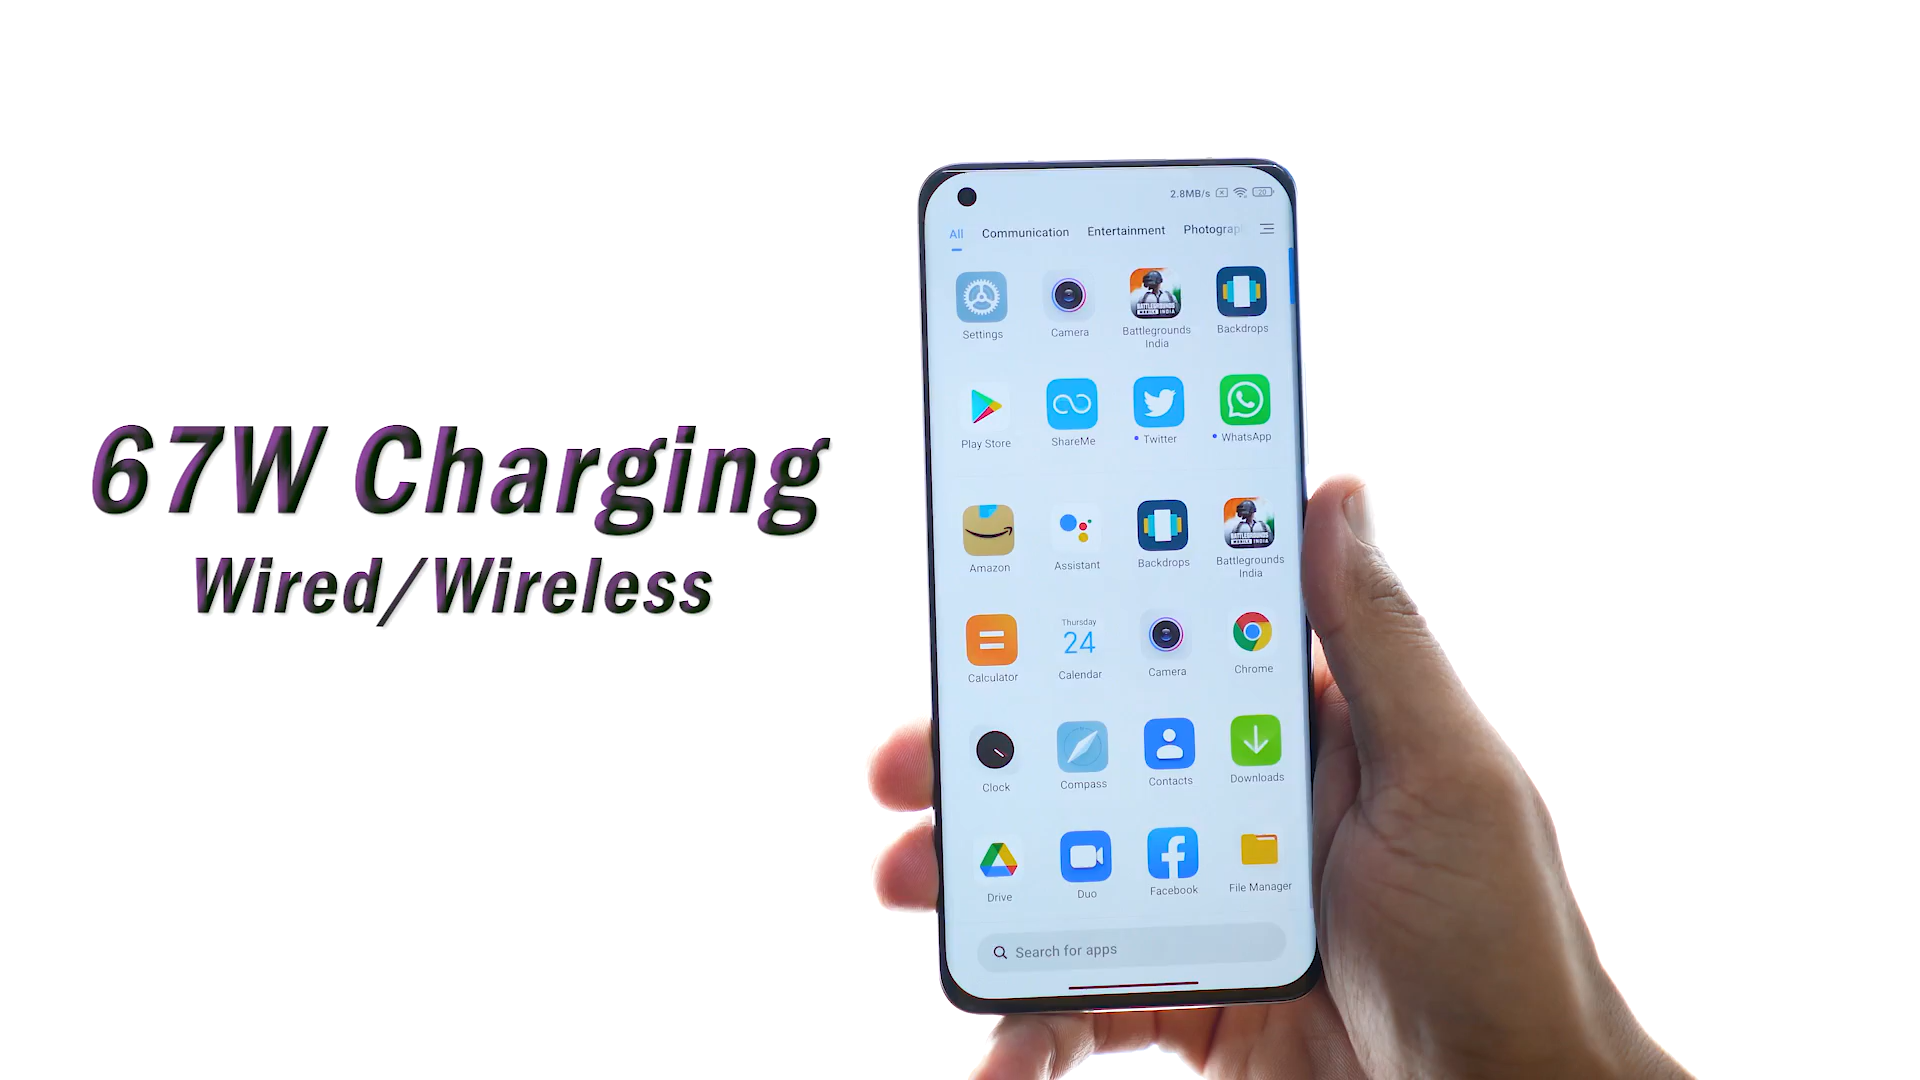 67W Charging
Wired/Wireless
2.8MB/s 20
All Communication Entertainment Photograp
Settings Camera Battlegrounds India Backdrops
Play Store ShareMe Twitter WhatsApp
Amazon Assistant Backdrops Battlegrounds India
Thursday
24
Calculator Calendar Camera Chrome
Clock Compass Contacts Downloads
Drive Duo Facebook File Manager
Search for apps